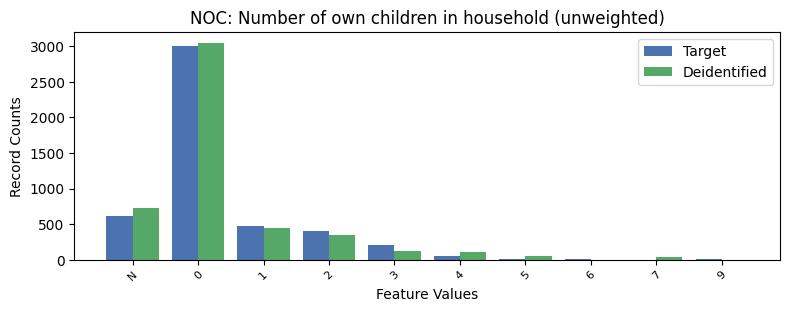 NOC: Number of own children in household (unweighted)
Target
Deidentified
3000
2500
2000
1500
1000
500
0
Record Counts
N 0 1 2 3 4 5 6 7 9
Feature Values